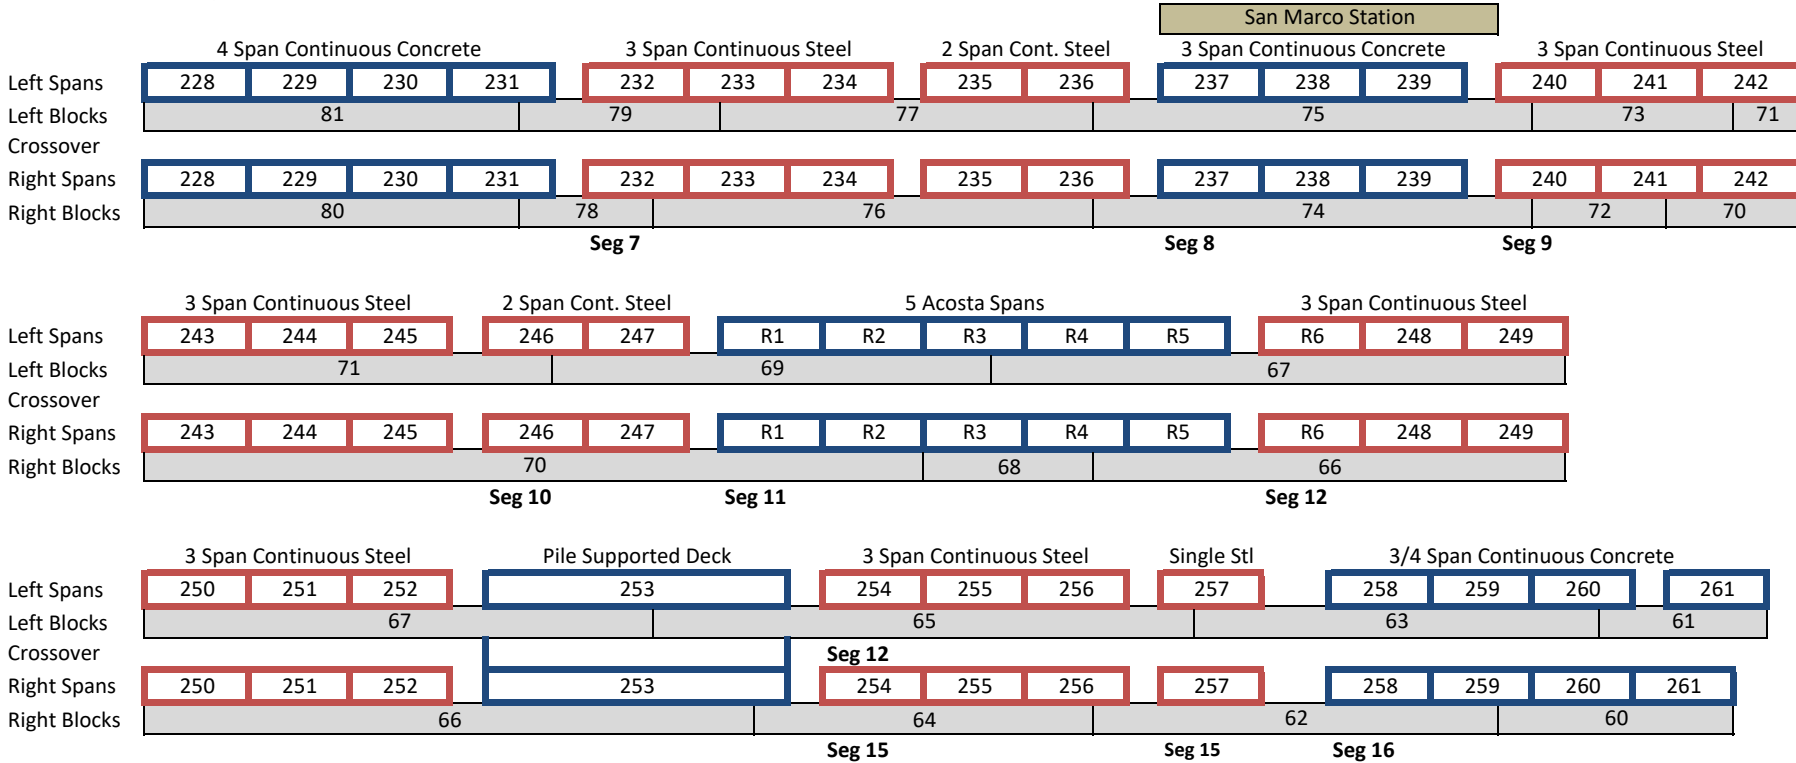 San Marco Station
4 Span Continuous Concrete 3 Span Continuous Steel 2 Span Cont. Steel 3 Span Continuous Concrete 3 Span Continuous Steel
Left Spans 228 229 230 231 232 233 234 235 236 237 238 239 240 241 242
Left Blocks 81 79 77 75 73 71
Crossover
Right Spans 228 229 230 231 232 233 234 235 236 237 238 239 240 241 242
Right Blocks 80 78 76 74 72 70
Seg 7 Seg 8 Seg 9
3 Span Continuous Steel 2 Span Cont. Steel 5 Acosta Spans 3 Span Continuous Steel
Left Spans 243 244 245 246 247 R1 R2 R3 R4 R5 R6 248 249
Left Blocks 71 69 67
Crossover
Right Spans 243 244 245 246 247 R1 R2 R3 R4 R5 R6 248 249
Right Blocks 70 68 66
Seg 10 Seg 11 Seg 12
3 Span Continuous Steel Pile Supported Deck 3 Span Continuous Steel Single Stl 3/4 Span Continuous Concrete
Left Spans 250 251 252 253 254 255 256 257 258 259 260 261
Left Blocks 67 65 63 61
Crossover Seg 12
Right Spans 250 251 252 253 254 255 256 257 258 259 260 261
Right Blocks 66 64 62 60
Seg 15 Seg 15 Seg 16